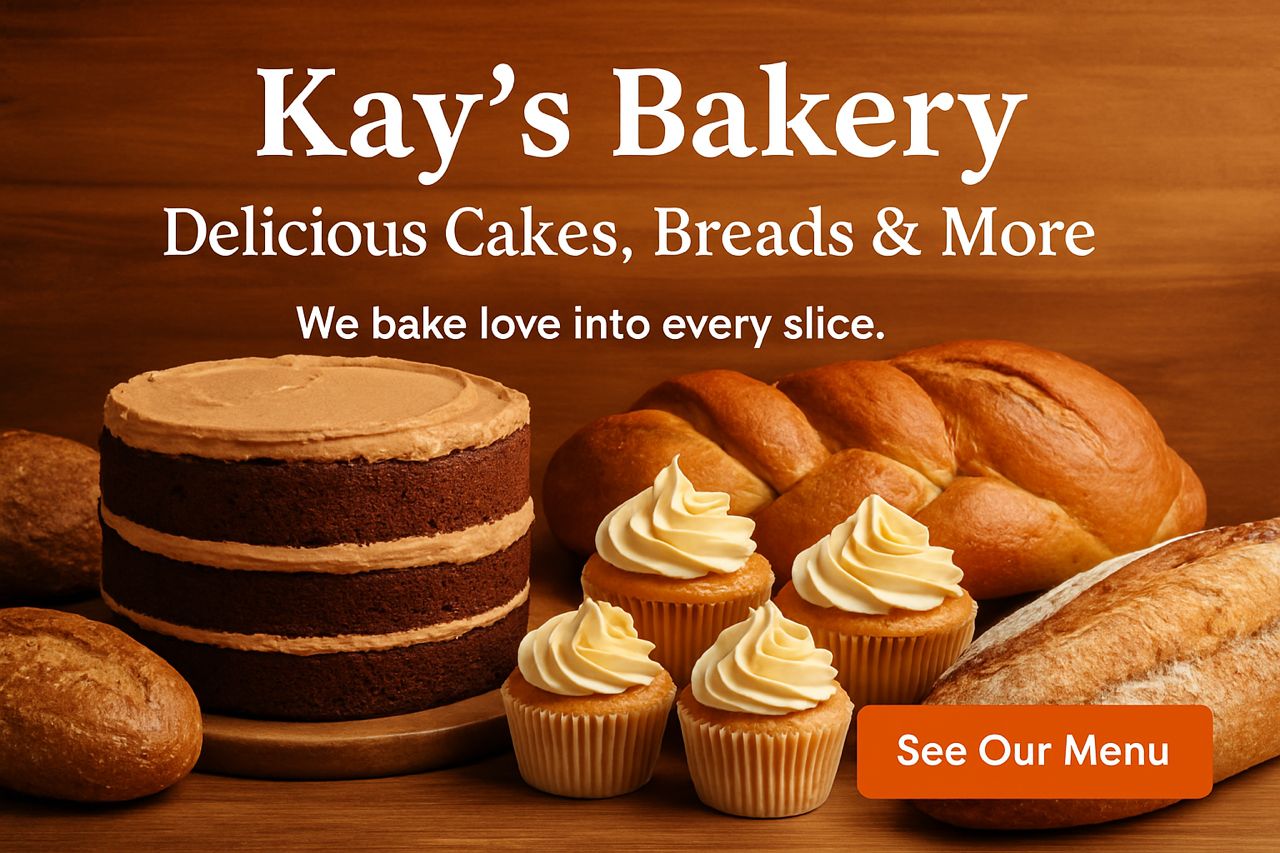 Kay’s Bakery
Delicious Cakes, Breads & More
We bake love into every slice.
See Our Menu